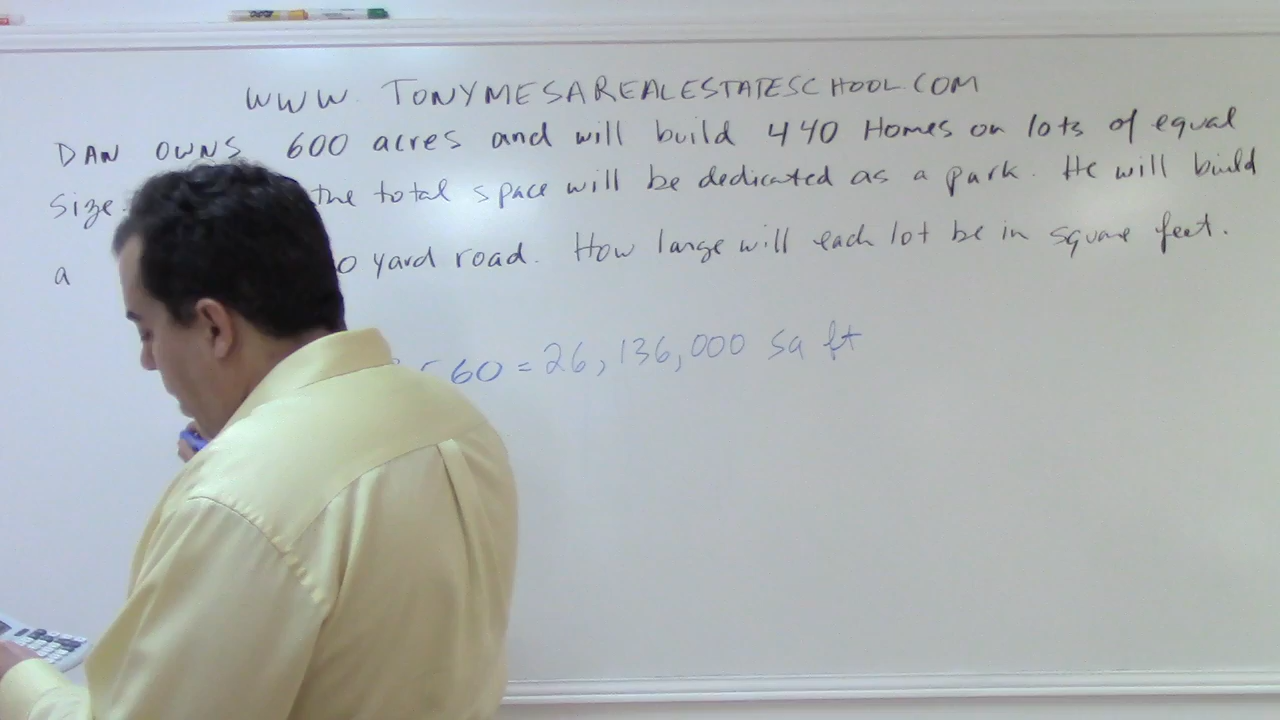 WWW. TONYMESAREALESTATESCHOOL.COM
DAN OWNS 600 acres and will build 440 Homes on lots of equal
size. the total space will be dedicated as a park. He will build
a 0 yard road. How large will each lot be in square feet.
60 = 26,136,000 sq ft